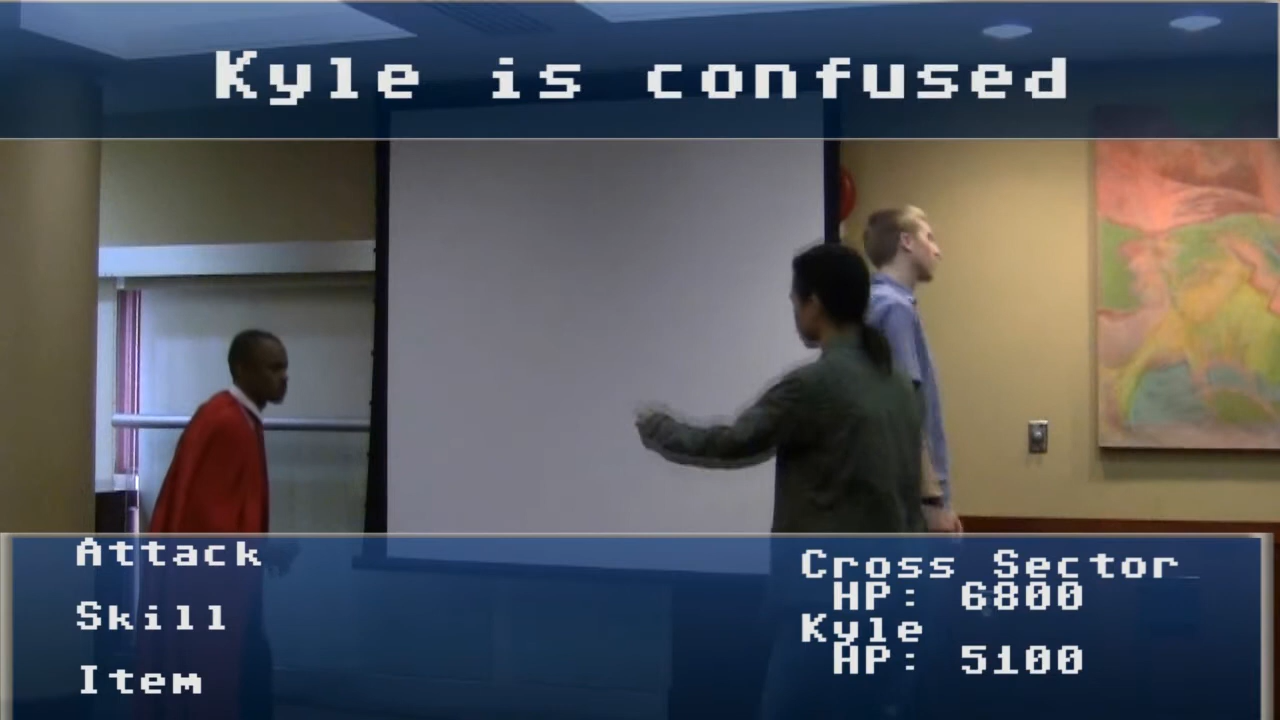 Kyle is confused
Attack
Skill
Item
Cross Sector
HP: 6800
Kyle
HP: 5100